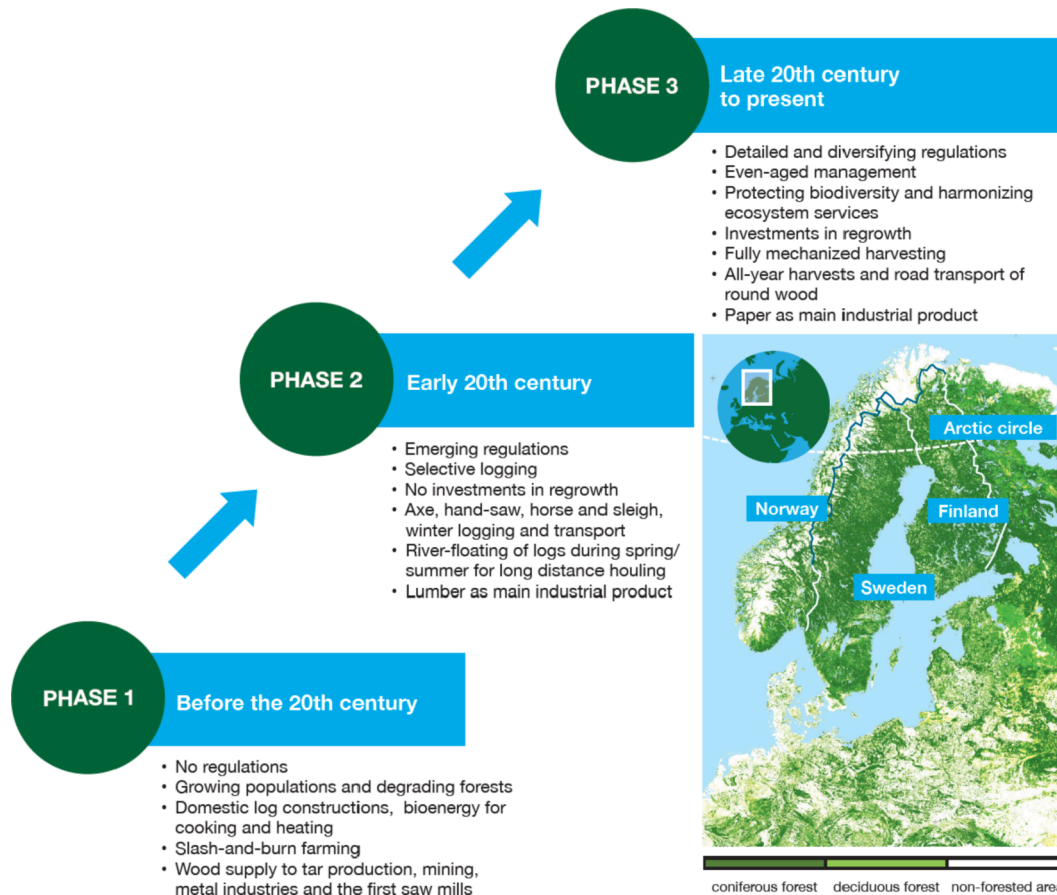 PHASE 3
Late 20th century
to present
• Detailed and diversifying regulations
• Even-aged management
• Protecting biodiversity and harmonizing
ecosystem services
• Investments in regrowth
• Fully mechanized harvesting
• All-year harvests and road transport of
round wood
• Paper as main industrial product
PHASE 2
Early 20th century
• Emerging regulations
• Selective logging
• No investments in regrowth
• Axe, hand-saw, horse and sleigh,
winter logging and transport
• River-floating of logs during spring/
summer for long distance houling
• Lumber as main industrial product
Arctic circle
Norway
Finland
Sweden
PHASE 1
Before the 20th century
• No regulations
• Growing populations and degrading forests
• Domestic log constructions, bioenergy for
cooking and heating
• Slash-and-burn farming
• Wood supply to tar production, mining,
metal industries and the first saw mills
coniferous forest
deciduous forest
non-forested area